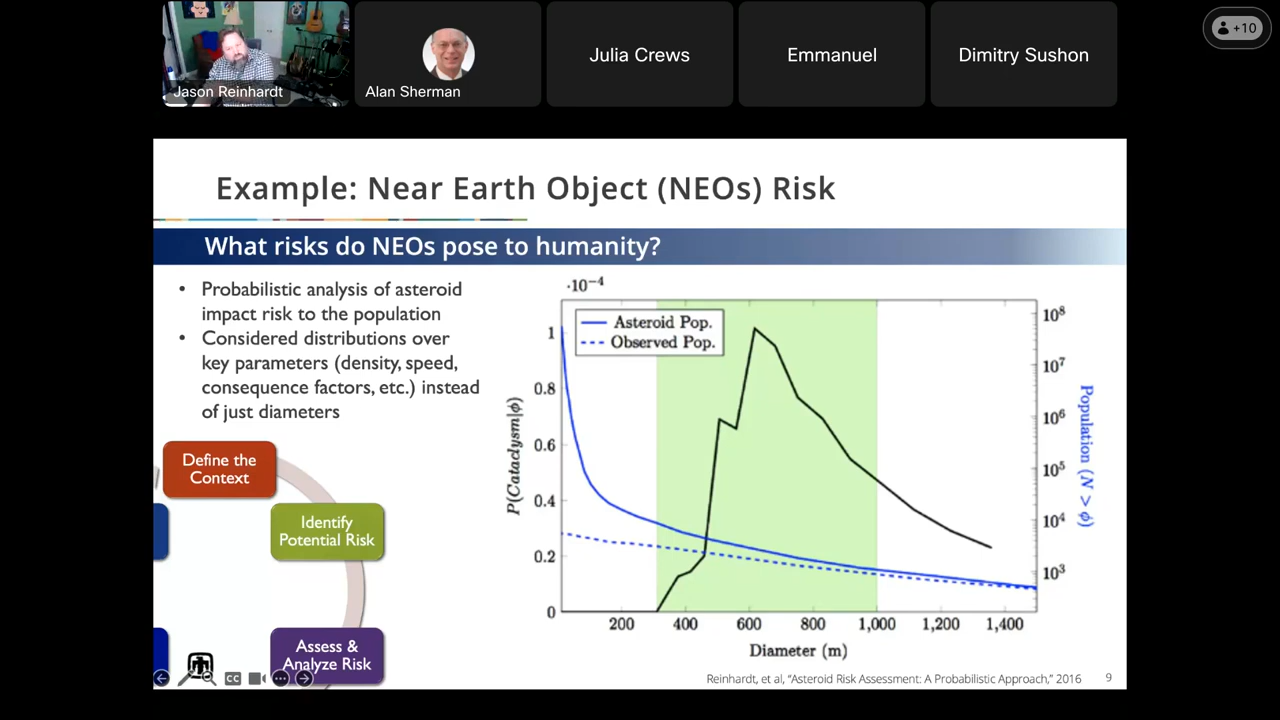 +10
Jason Reinhardt
Alan Sherman
Julia Crews
Emmanuel
Dimitry Sushon
Example: Near Earth Object (NEOs) Risk
What risks do NEOs pose to humanity?
• Probabilistic analysis of asteroid
impact risk to the population
• Considered distributions over
key parameters (density, speed,
consequence factors, etc.) instead
of just diameters
Define the
Context
Identify
Potential Risk
Assess &
Analyze Risk
CC
·10⁻⁴
Asteroid Pop.
Observed Pop.
1
0.8
0.6
0.4
0.2
0
P(Cataclysm|ϕ)
10⁸
10⁷
10⁶
10⁵
10⁴
10³
Population (N > ϕ)
200
400
600
800
1,000
1,200
1,400
Diameter (m)
Reinhardt, et al, “Asteroid Risk Assessment: A Probabilistic Approach,” 2016
9